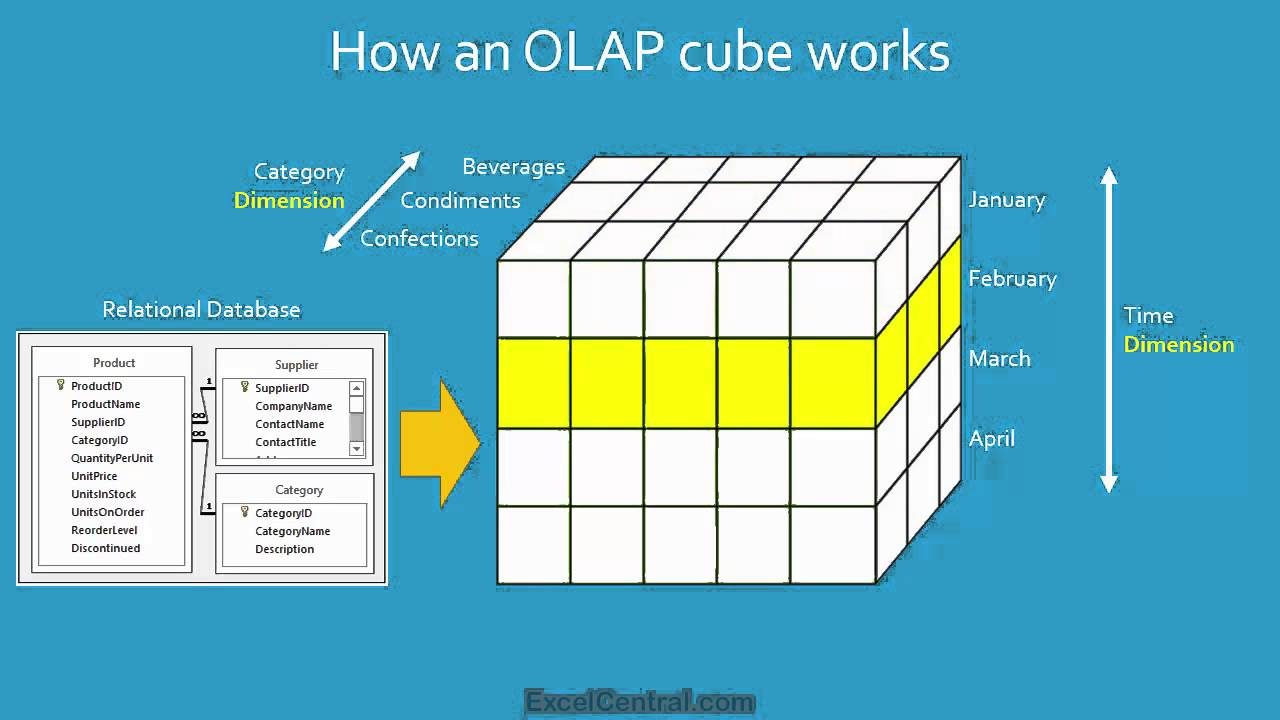 How an OLAP cube works
Category
Dimension
Beverages
Condiments
Confections
January
February
March
April
Time
Dimension
Relational Database
Product
ProductID
ProductName
SupplierID
CategoryID
QuantityPerUnit
UnitPrice
UnitsInStock
UnitsOnOrder
ReorderLevel
Discontinued
1
∞
∞
1
Supplier
SupplierID
CompanyName
ContactName
ContactTitle
Category
CategoryID
CategoryName
Description
ExcelCentral.com